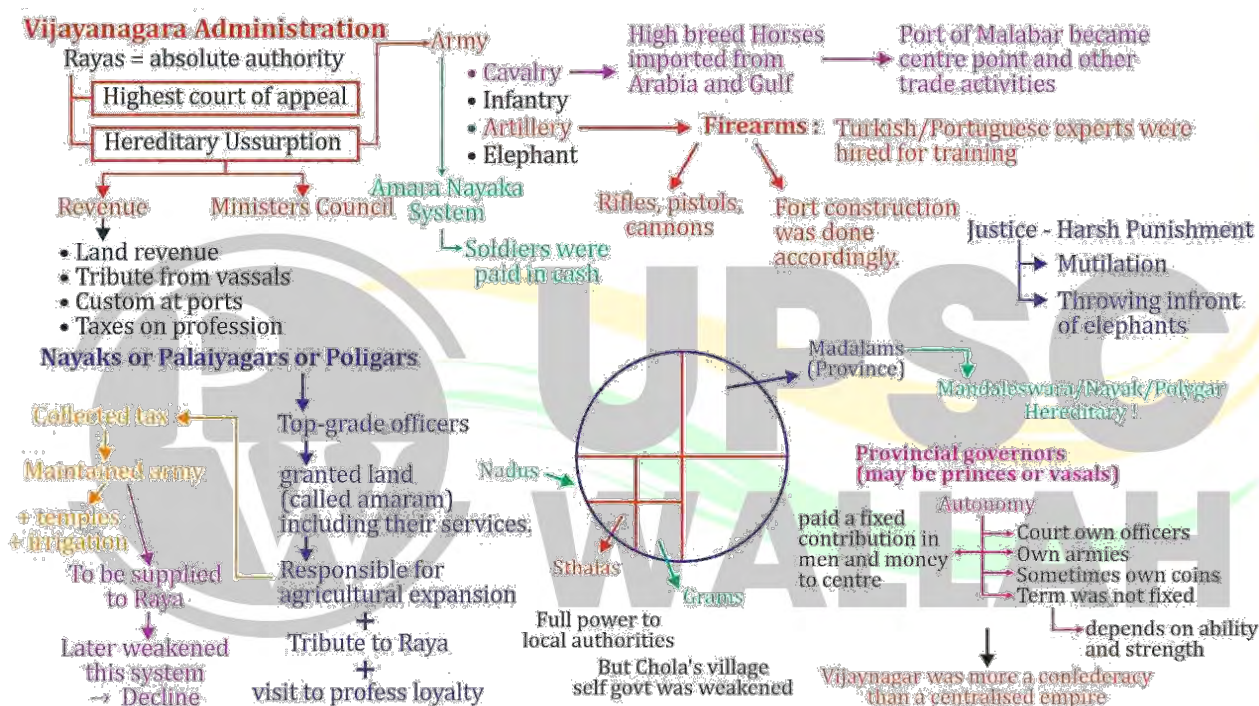 Vijayanagara Administration
Rayas = absolute authority
Highest court of appeal
Hereditary Ussurption
Revenue
Ministers Council
• Land revenue
• Tribute from vassals
• Custom at ports
• Taxes on profession
Army
• Cavalry
• Infantry
• Artillery
• Elephant
High breed Horses
imported from
Arabia and Gulf
Port of Malabar became
centre point and other
trade activities
Firearms :
Turkish/Portuguese experts were
hired for training
Rifles, pistols,
cannons
Fort construction
was done
accordingly.
Amara Nayaka
System
Soldiers were
paid in cash
Justice - Harsh Punishment
Mutilation
Throwing infront
of elephants
Nayaks or Palaiyagars or Poligars
Top-grade officers
granted land
(called amaram)
including their services.
Responsible for
agricultural expansion
+
Tribute to Raya
+
visit to profess loyalty
Collected tax
Maintained army
+ temples
+ irrigation
To be supplied
to Raya
Later weakened
this system
→ Decline
Madalams
(Province)
Mandaleswara/Nayak/Polygar
Hereditary !
Nadus
Sthalas
Grams
Full power to
local authorities
But Chola's village
self govt was weakened
Provincial governors
(may be princes or vasals)
Autonomy
paid a fixed
contribution in
men and money
to centre
Court own officers
Own armies
Sometimes own coins
Term was not fixed
depends on ability
and strength
Vijaynagar was more a confederacy
than a centralised empire
UPSC
WALLAH
PW